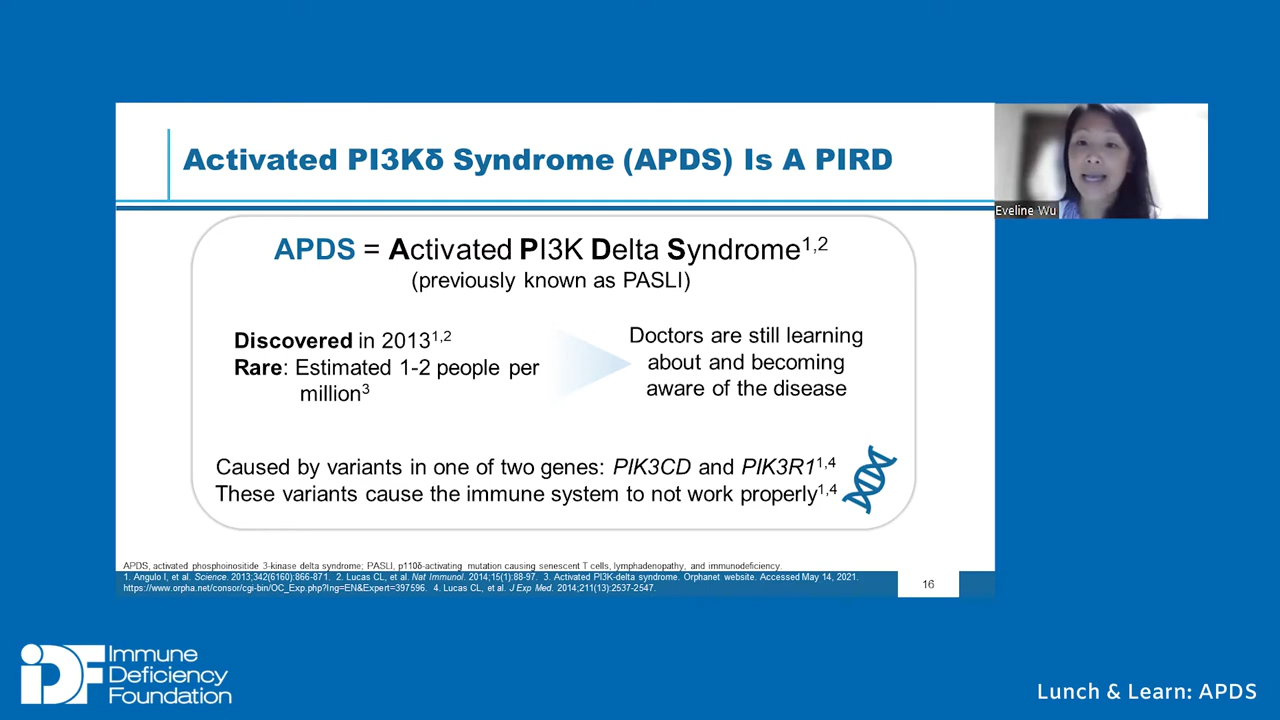 Activated PI3Kδ Syndrome (APDS) Is A PIRD
Eveline Wu
APDS = Activated PI3K Delta Syndrome1,2
(previously known as PASLI)
Discovered in 20131,2
Rare: Estimated 1-2 people per
million3
Doctors are still learning
about and becoming
aware of the disease
Caused by variants in one of two genes: PIK3CD and PIK3R11,4
These variants cause the immune system to not work properly1,4
APDS, activated phosphoinositide 3-kinase delta syndrome; PASLI, p110δ-activating mutation causing senescent T cells, lymphadenopathy, and immunodeficiency.
1. Angulo I, et al. Science. 2013;342(6160):866-871. 2. Lucas CL, et al. Nat Immunol. 2014;15(1):88-97. 3. Activated PI3K-delta syndrome. Orphanet website. Accessed May 14, 2021.
https://www.orpha.net/consor/cgi-bin/OC_Exp.php?lng=EN&Expert=397596. 4. Lucas CL, et al. J Exp Med. 2014;211(13):2537-2547.
16
IDF Immune
Deficiency
Foundation
Lunch & Learn: APDS